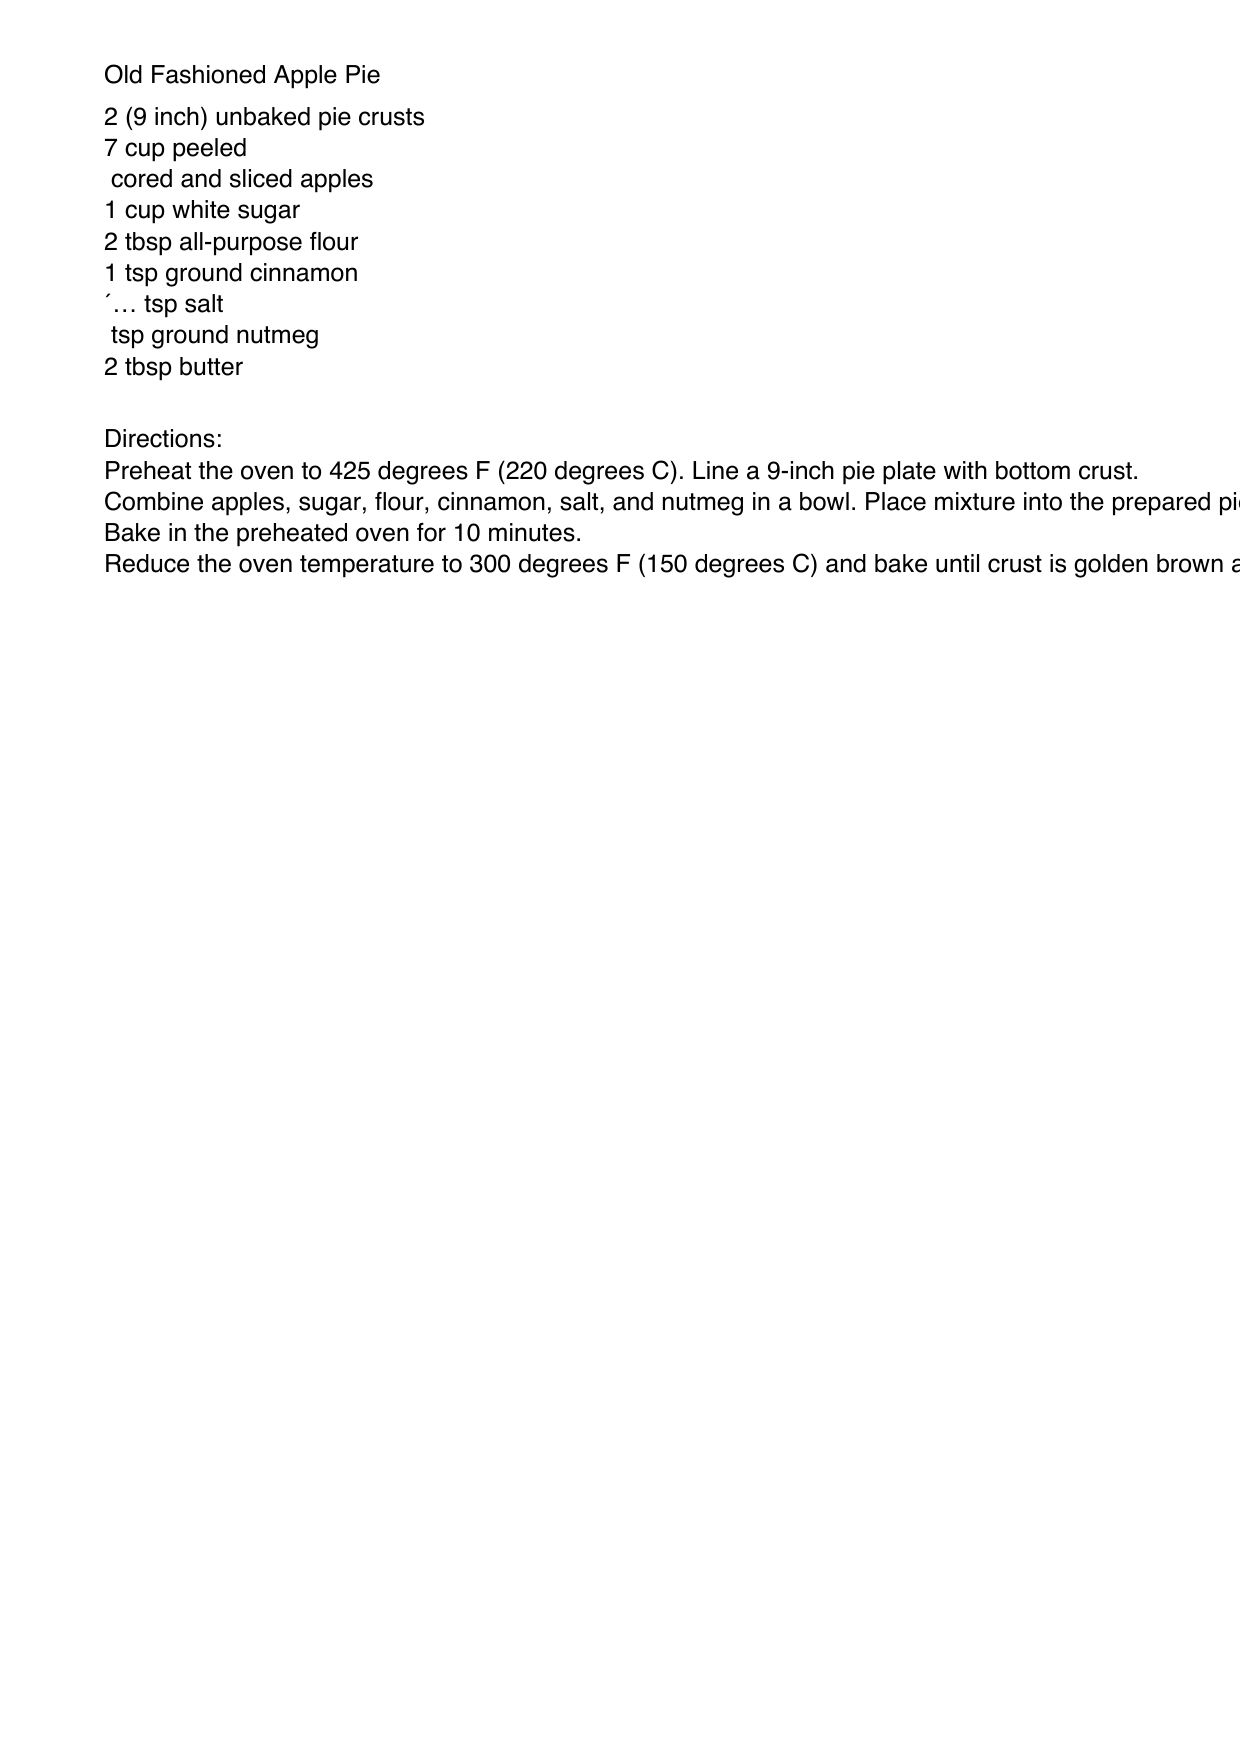 Old Fashioned Apple Pie
2 (9 inch) unbaked pie crusts
7 cup peeled
cored and sliced apples
1 cup white sugar
2 tbsp all-purpose flour
1 tsp ground cinnamon
´… tsp salt
tsp ground nutmeg
2 tbsp butter
Directions:
Preheat the oven to 425 degrees F (220 degrees C). Line a 9-inch pie plate with bottom crust.
Combine apples, sugar, flour, cinnamon, salt, and nutmeg in a bowl. Place mixture into the prepared
Bake in the preheated oven for 10 minutes.
Reduce the oven temperature to 300 degrees F (150 degrees C) and bake until crust is golden brown